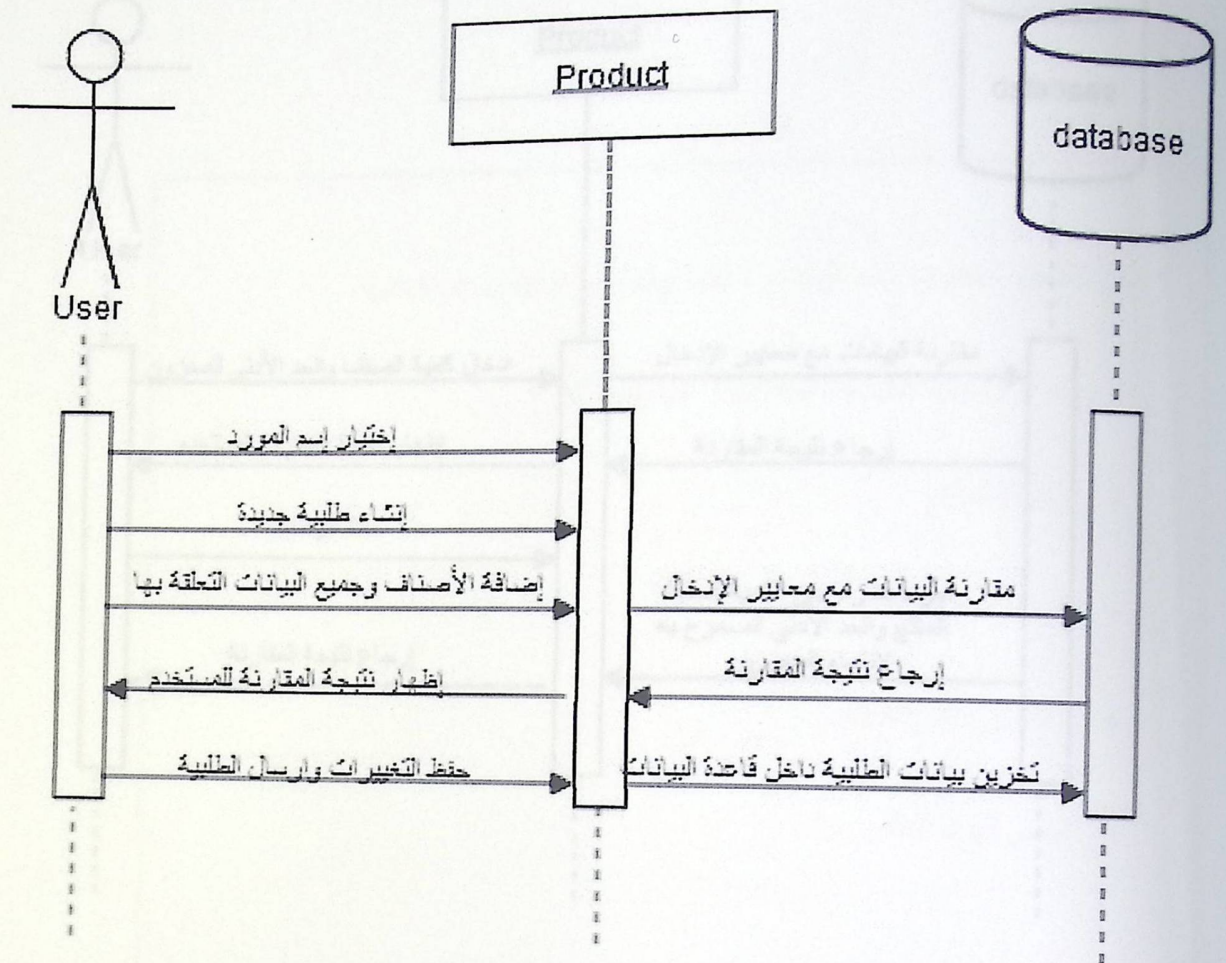 Product
database
User
إختيار إسم المورد
إنشاء طلبية جديدة
إضافة الأصناف وجميع البيانات التعلقة بها
مقارنة البيانات مع معايير الإدخال
إرجاع نتيجة المقارنة
إظهار نتيجة المقارنة للمستخدم
حفظ التغييرات وإرسال الطلبية
تخزين بيانات الطلبية داخل قاعدة البيانات